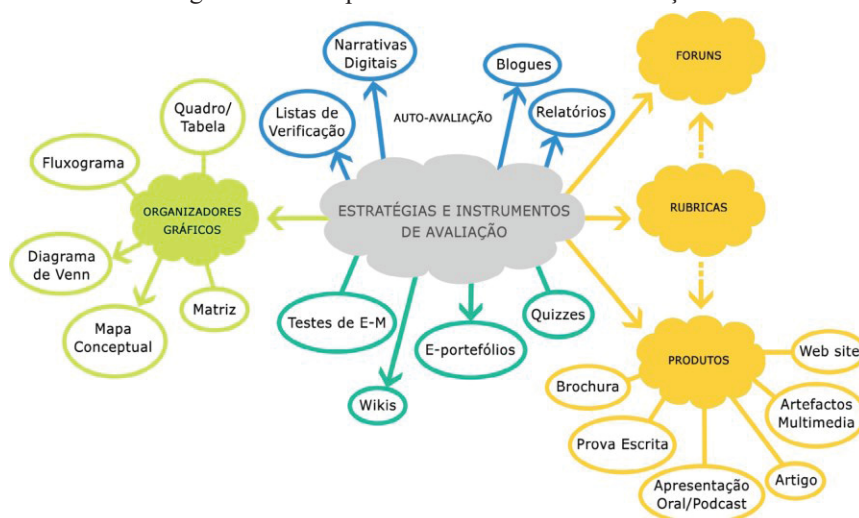 Narrativas
Digitais
Blogues
FORUNS
Quadro/
Tabela
Listas de
Verificação
AUTO-AVALIAÇÃO
Relatórios
Fluxograma
ORGANIZADORES
GRÁFICOS
ESTRATÉGIAS E INSTRUMENTOS
DE AVALIAÇÃO
RUBRICAS
Diagrama
de Venn
Matriz
Mapa
Conceptual
Testes de E-M
E-portefólios
Quizzes
Wikis
PRODUTOS
Web site
Brochura
Artefactos
Multimedia
Prova Escrita
Apresentação
Oral/Podcast
Artigo